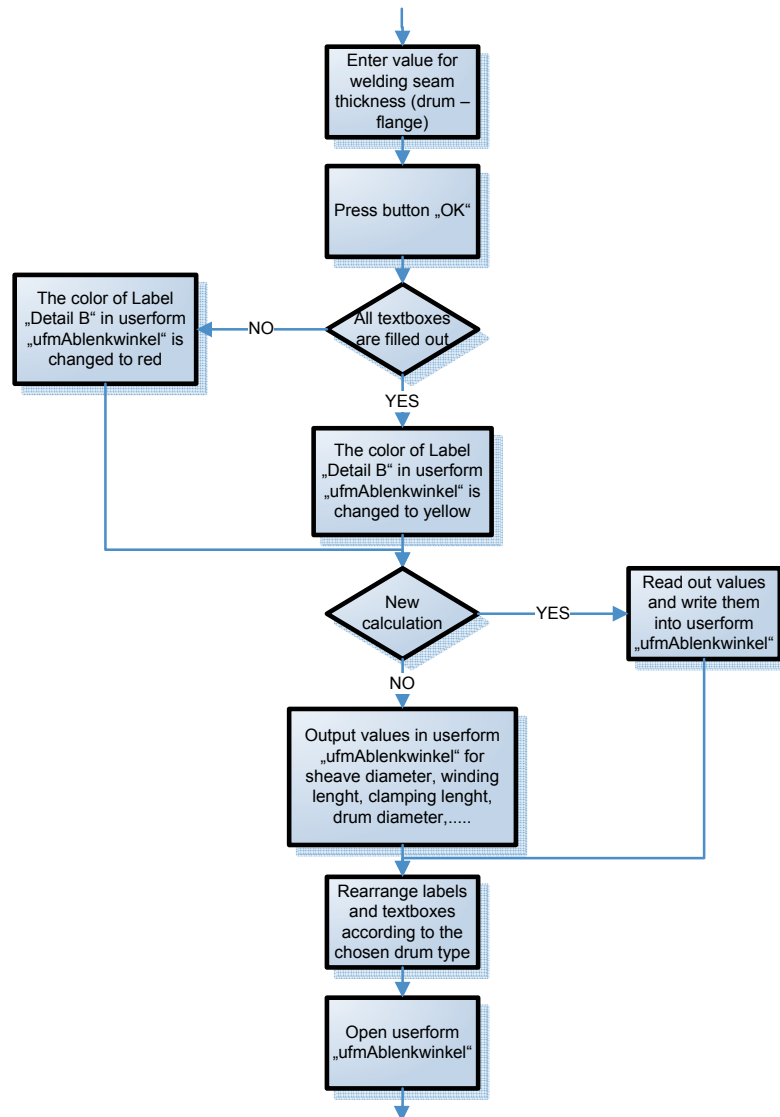 Enter value for
welding seam
thickness (drum –
flange)
Press button „OK“
All textboxes
are filled out
NO
The color of Label
„Detail B“ in userform
„ufmAblenkwinkel“ is
changed to red
YES
The color of Label
„Detail B“ in userform
„ufmAblenkwinkel“ is
changed to yellow
New
calculation
YES
Read out values
and write them
into userform
„ufmAblenkwinkel“
NO
Output values in userform
„ufmAblenkwinkel“ for
sheave diameter, winding
lenght, clamping lenght,
drum diameter,.....
Rearrange labels
and textboxes
according to the
chosen drum type
Open userform
„ufmAblenkwinkel“